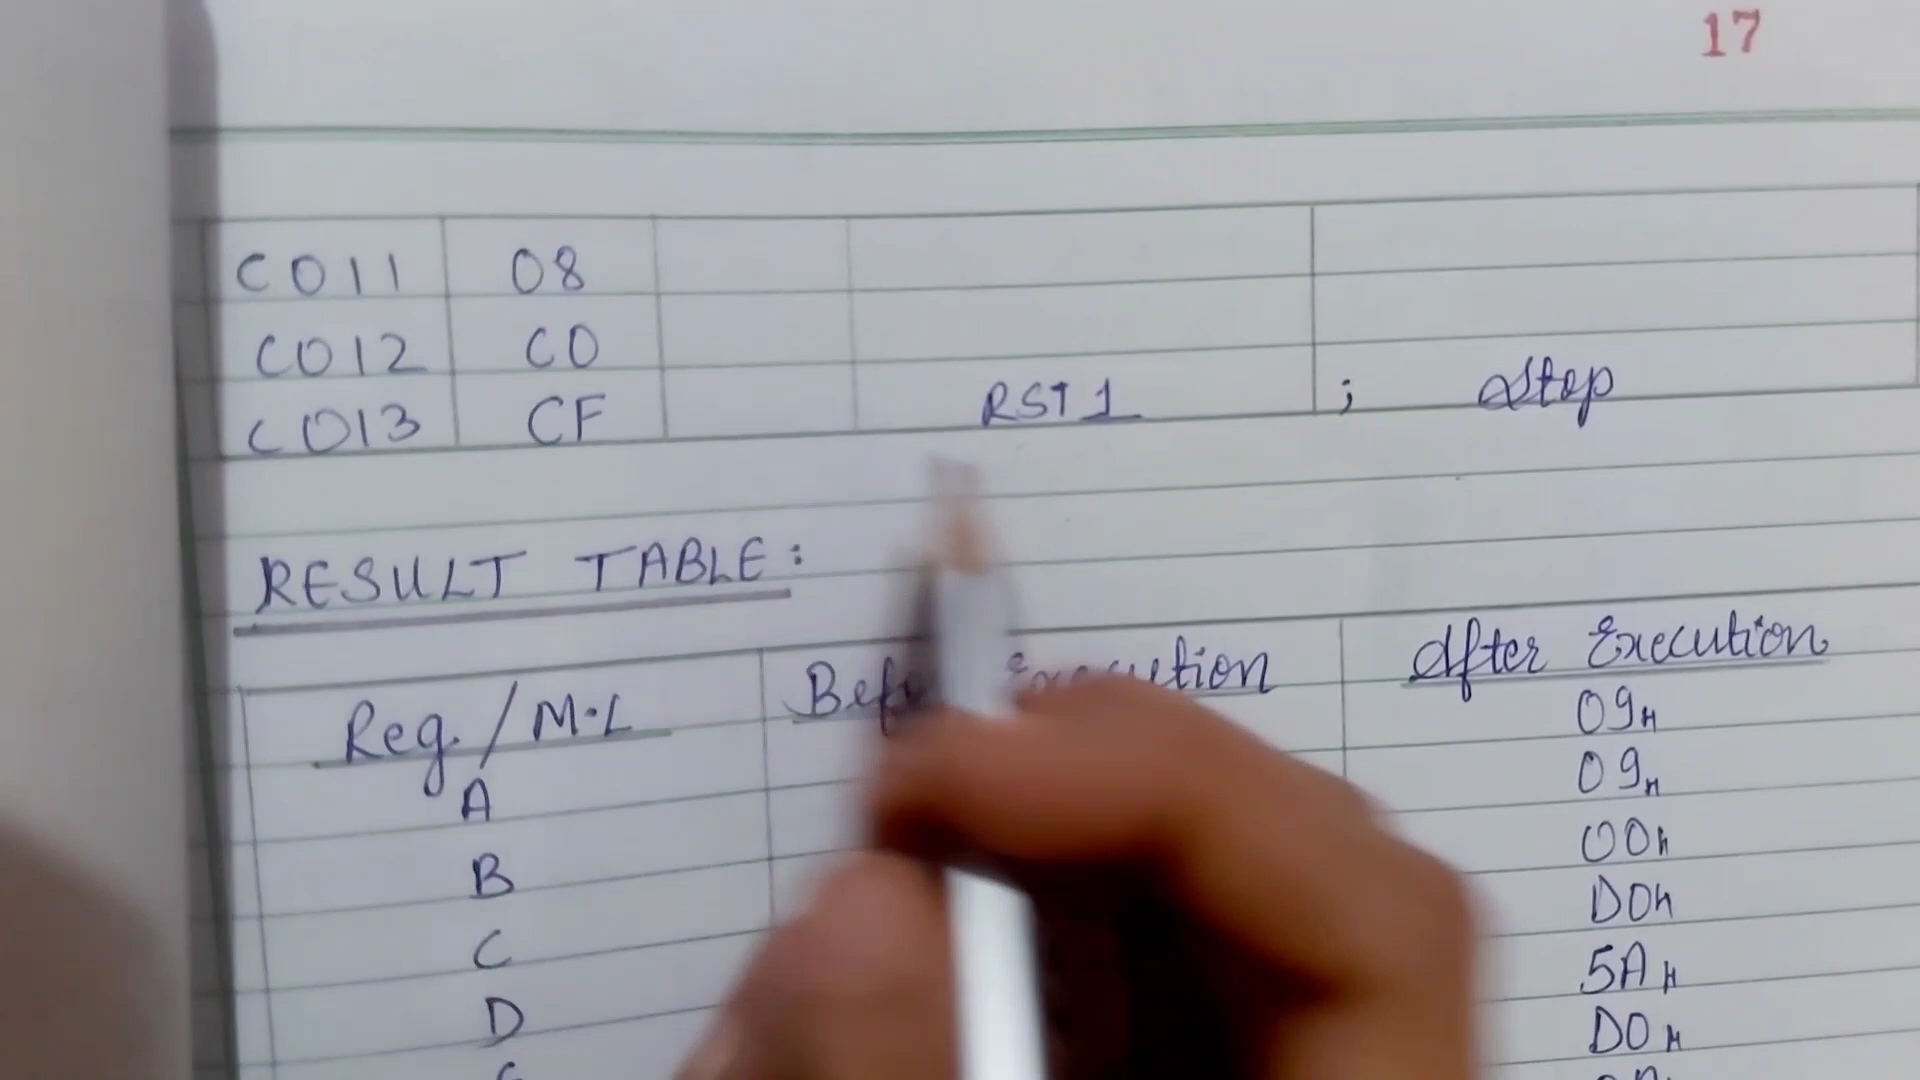 17
C011 08
C012 C0
C013 CF RST 1 ; Stop
RESULT TABLE:
Reg./M.L After Execution
09H
A 09H
B 00H
D0H
C 5AH
D D0H